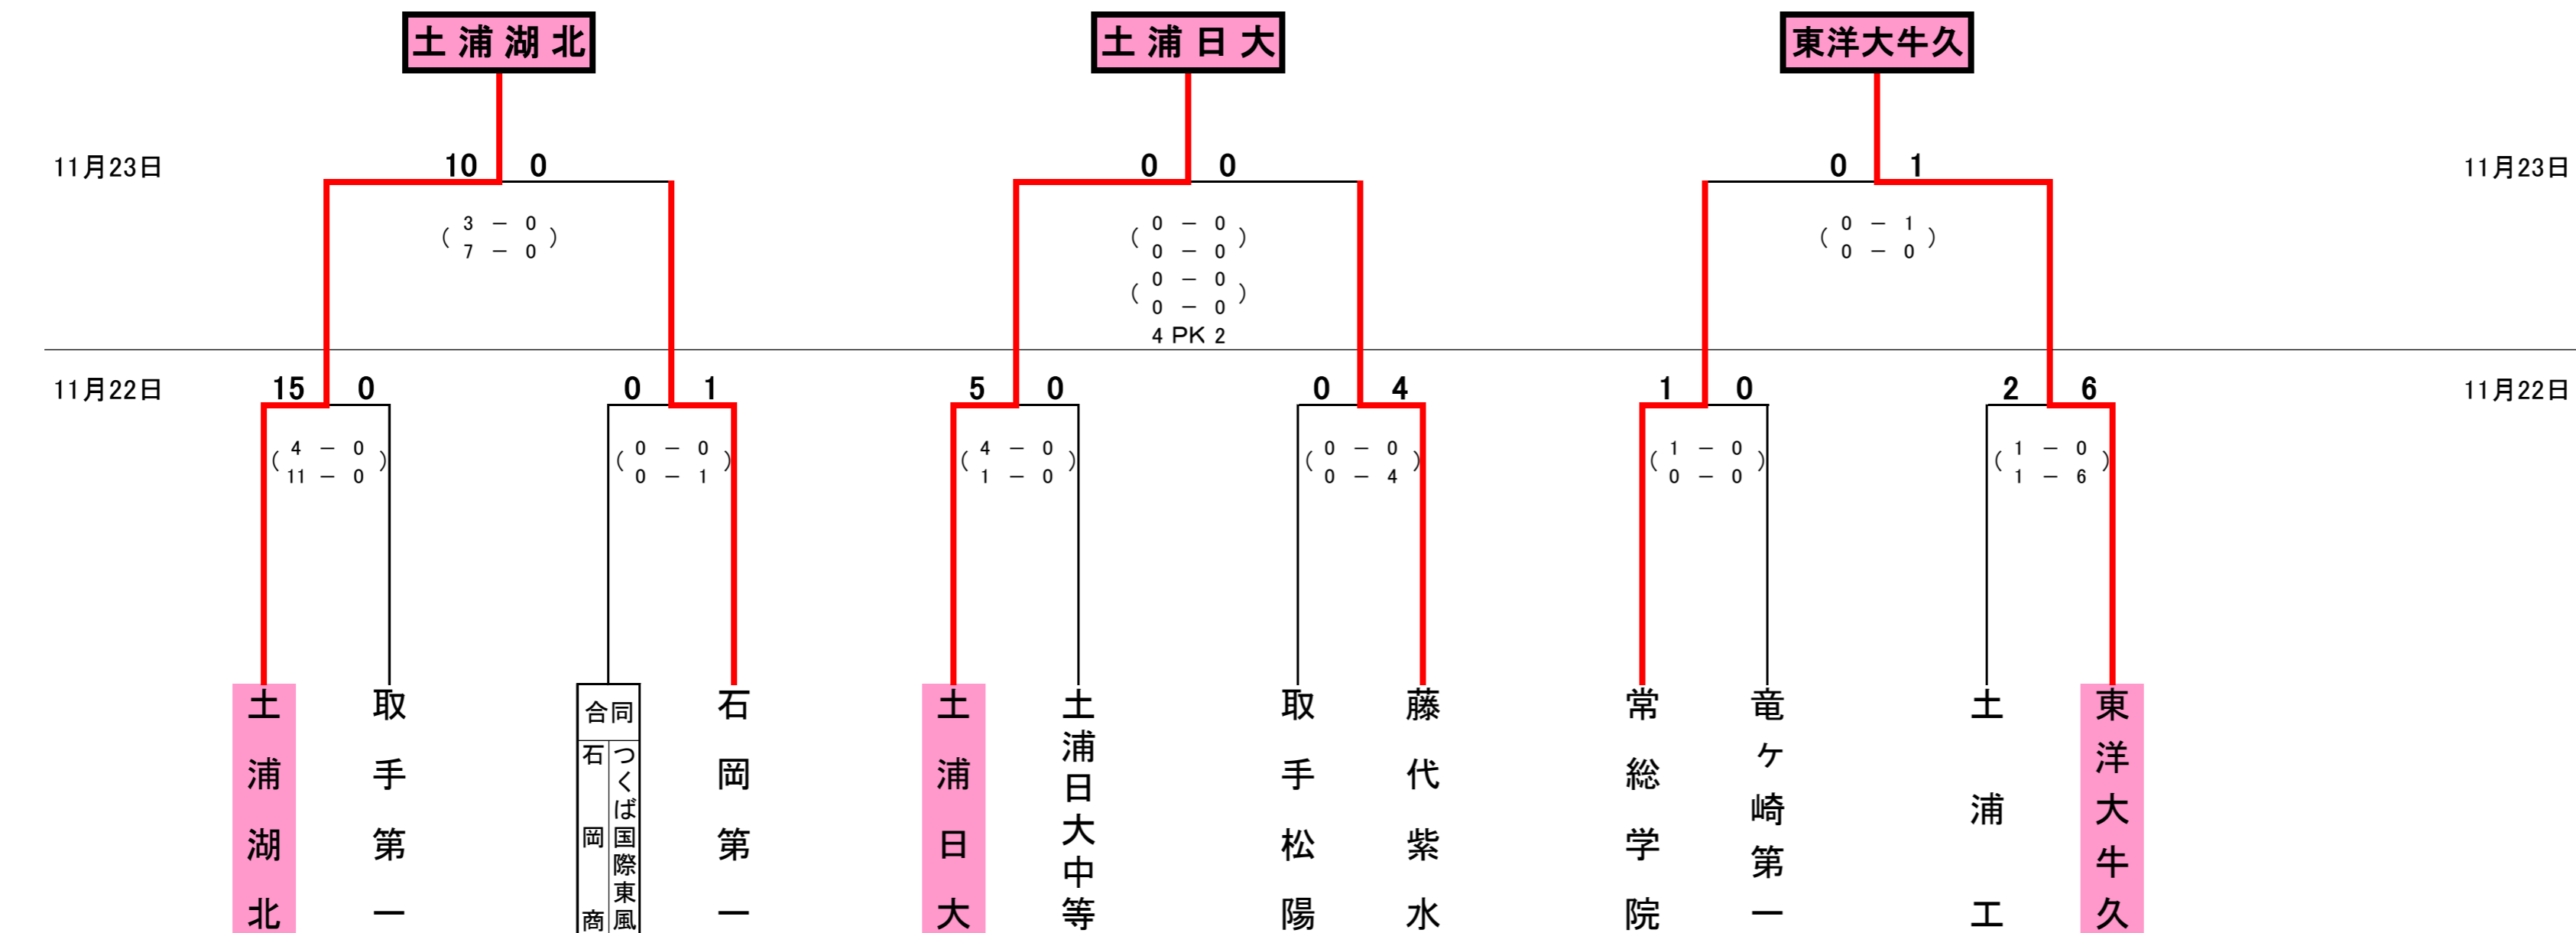 土浦湖北 土浦日大 東洋大牛久
11月23日 10 0 0 0 0 1 11月23日
( 3 － 0 ) ( 0 － 0 ) ( 0 － 1 )
7 － 0 0 － 0 0 － 0
( 0 － 0 )
0 － 0
4 PK 2
11月22日 15 0 0 1 5 0 0 4 1 0 2 6 11月22日
( 4 － 0 ) ( 0 － 0 ) ( 4 － 0 ) ( 0 － 0 ) ( 1 － 0 ) ( 1 － 0 )
11 － 0 0 － 1 1 － 0 0 － 4 0 － 0 1 － 6
土浦湖北
取手第一
合同
石岡商
つくば国際東風
石岡第一
土浦日大
土浦日大中等
取手松陽
藤代紫水
常総学院
竜ヶ崎第一
土浦工
東洋大牛久